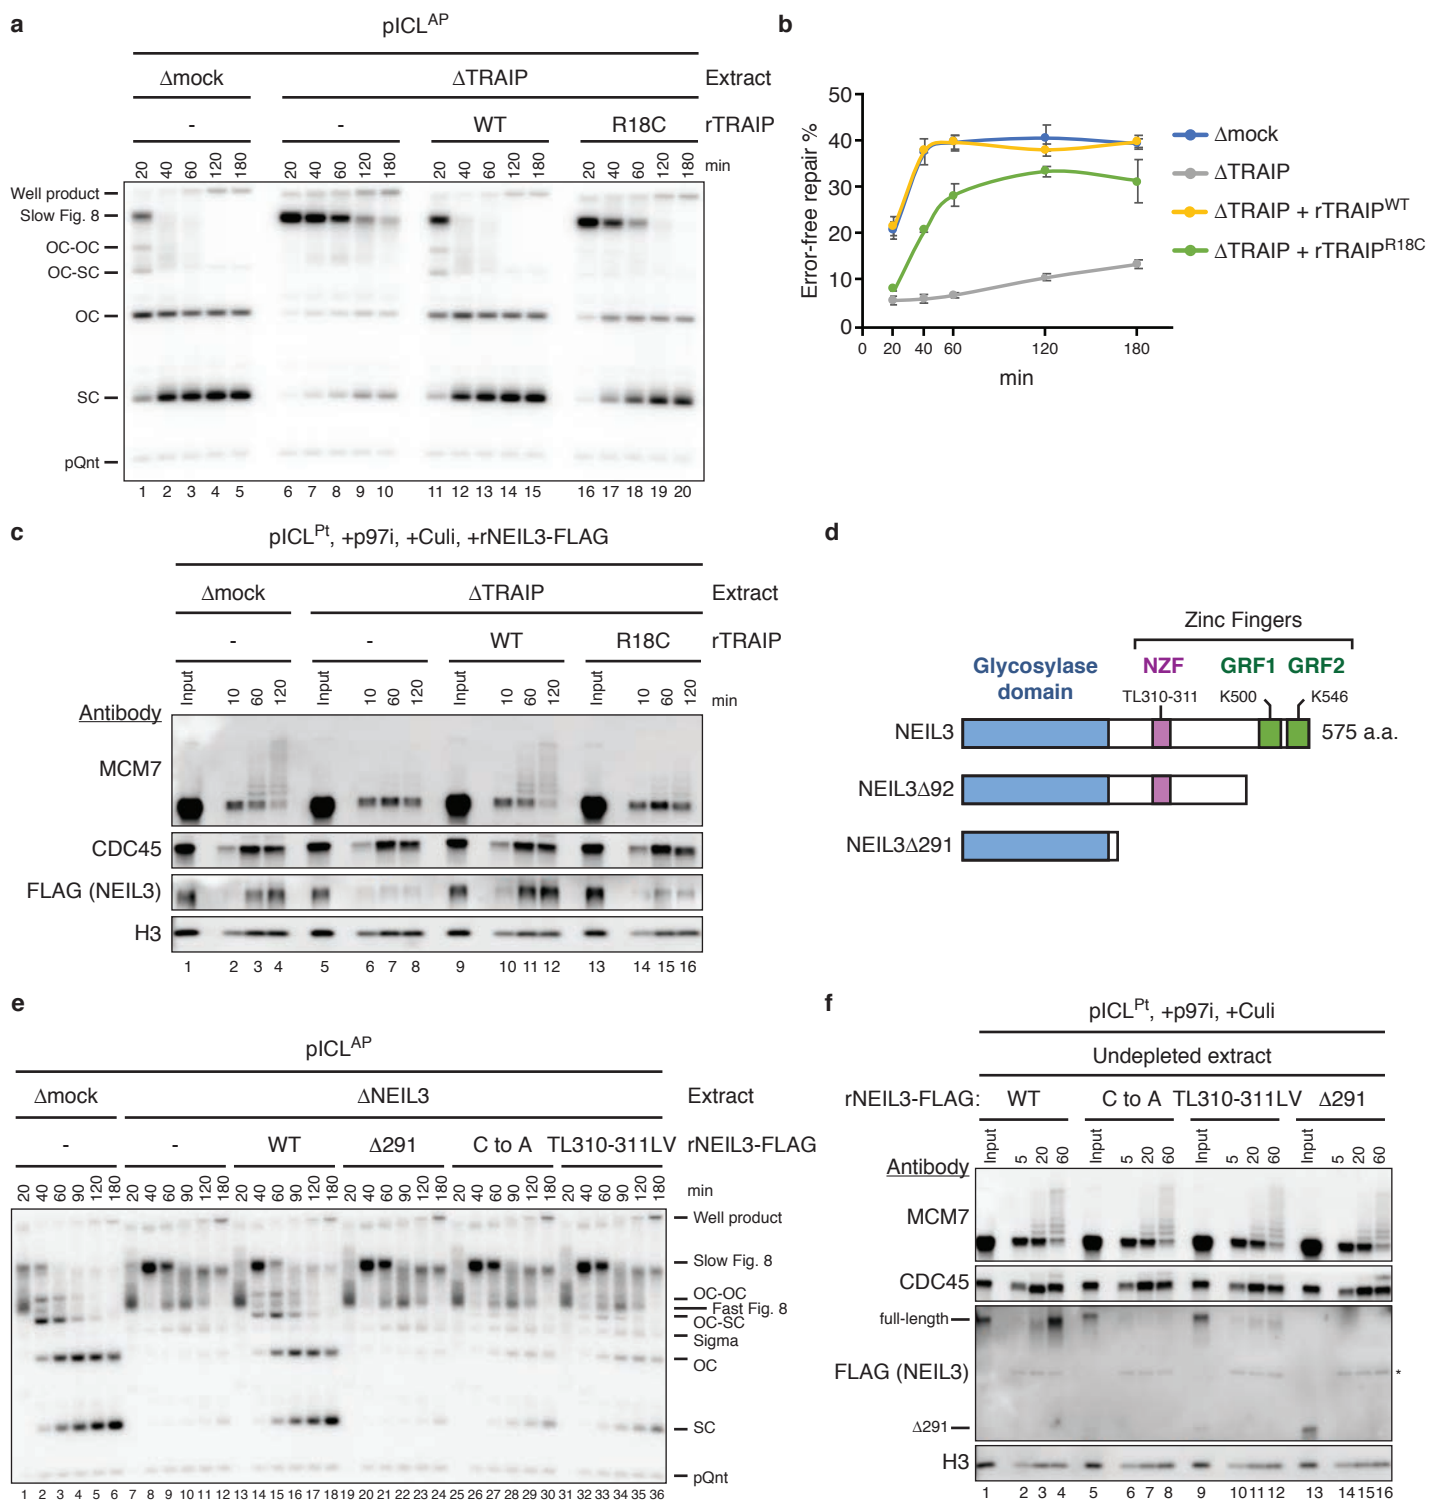 a
pICL^AP
Δmock ΔTRAIP Extract
- - WT R18C rTRAIP
20 40 60 120 180 20 40 60 120 180 20 40 60 120 180 20 40 60 120 180 min
Well product
Slow Fig. 8
OC-OC
OC-SC
OC
SC
pQnt
1 2 3 4 5 6 7 8 9 10 11 12 13 14 15 16 17 18 19 20
b
Error-free repair %
50
40
30
20
10
0
0 20 40 60 120 180
min
Δmock
ΔTRAIP
ΔTRAIP + rTRAIP^WT
ΔTRAIP + rTRAIP^R18C
c
pICL^Pt, +p97i, +Culi, +rNEIL3-FLAG
Δmock ΔTRAIP Extract
- - WT R18C rTRAIP
Input 10 60 120 Input 10 60 120 Input 10 60 120 Input 10 60 120 min
Antibody
MCM7
CDC45
FLAG (NEIL3)
H3
1 2 3 4 5 6 7 8 9 10 11 12 13 14 15 16
d
Zinc Fingers
Glycosylase domain NZF GRF1 GRF2
TL310-311 K500 K546
NEIL3 575 a.a.
NEIL3Δ92
NEIL3Δ291
e
pICL^AP
Δmock ΔNEIL3 Extract
- - WT Δ291 C to A TL310-311LV rNEIL3-FLAG
20 40 60 90 120 180 20 40 60 90 120 180 20 40 60 90 120 180 20 40 60 90 120 180 20 40 60 90 120 180 20 40 60 90 120 180 min
Well product
Slow Fig. 8
OC-OC
Fast Fig. 8
OC-SC
Sigma
OC
SC
pQnt
1 2 3 4 5 6 7 8 9 10 11 12 13 14 15 16 17 18 19 20 21 22 23 24 25 26 27 28 29 30 31 32 33 34 35 36
f
pICL^Pt, +p97i, +Culi
Undepleted extract
rNEIL3-FLAG: WT C to A TL310-311LV Δ291
Input 5 20 60 Input 5 20 60 Input 5 20 60 Input 5 20 60
Antibody
MCM7
CDC45
full-length
FLAG (NEIL3) *
Δ291
H3
1 2 3 4 5 6 7 8 9 10 11 12 13 14 15 16